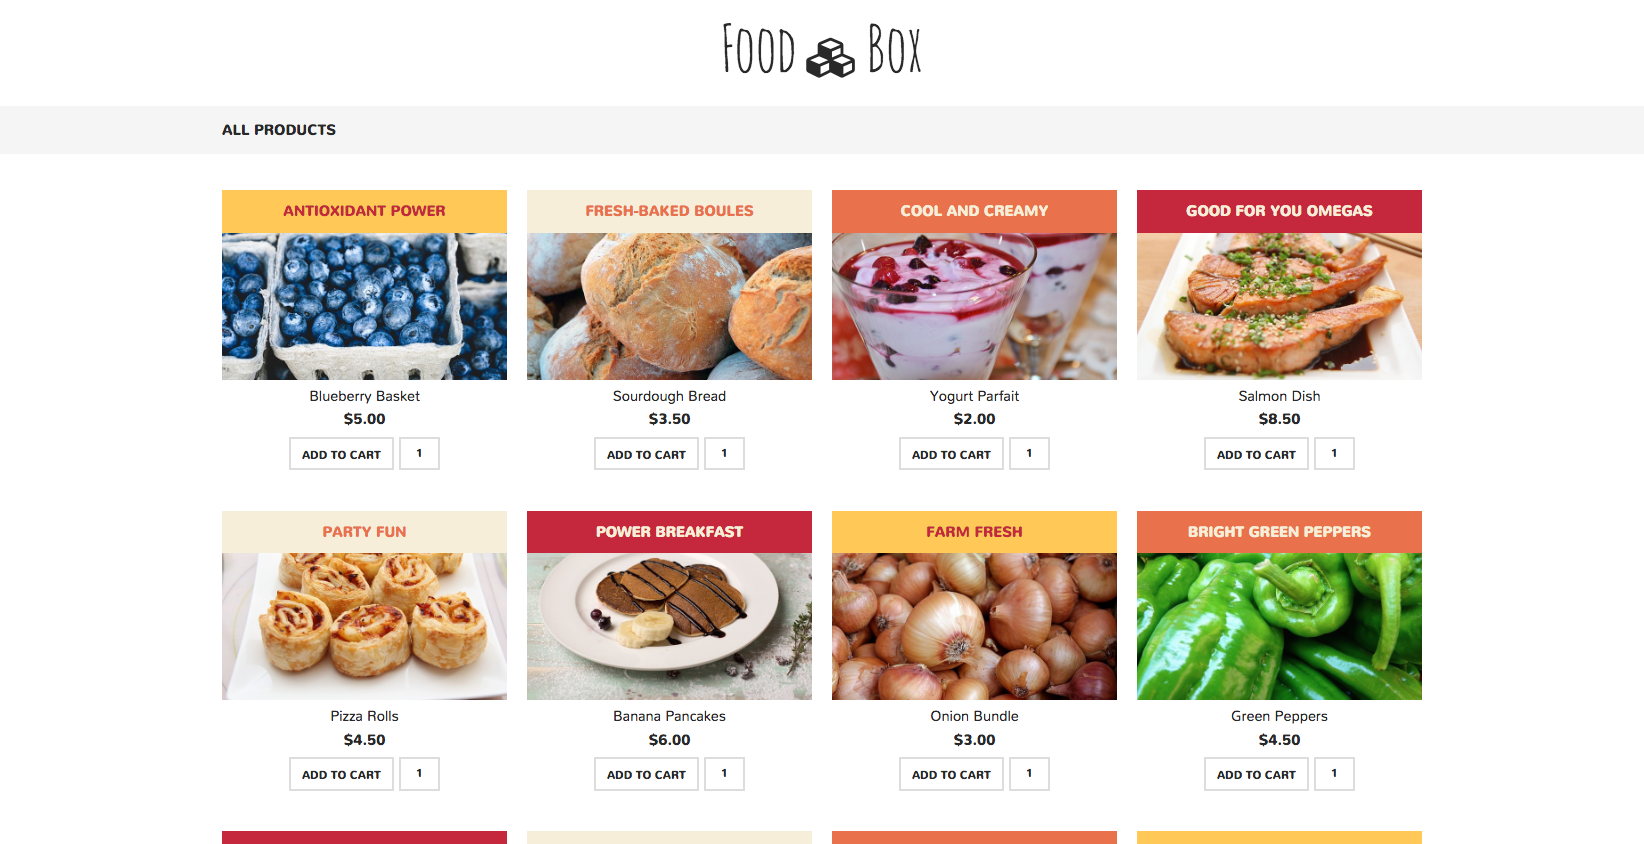 Food Box
ALL PRODUCTS
ANTIOXIDANT POWER
Blueberry Basket
$5.00
ADD TO CART 1
FRESH-BAKED BOULES
Sourdough Bread
$3.50
ADD TO CART 1
COOL AND CREAMY
Yogurt Parfait
$2.00
ADD TO CART 1
GOOD FOR YOU OMEGAS
Salmon Dish
$8.50
ADD TO CART 1
PARTY FUN
Pizza Rolls
$4.50
ADD TO CART 1
POWER BREAKFAST
Banana Pancakes
$6.00
ADD TO CART 1
FARM FRESH
Onion Bundle
$3.00
ADD TO CART 1
BRIGHT GREEN PEPPERS
Green Peppers
$4.50
ADD TO CART 1